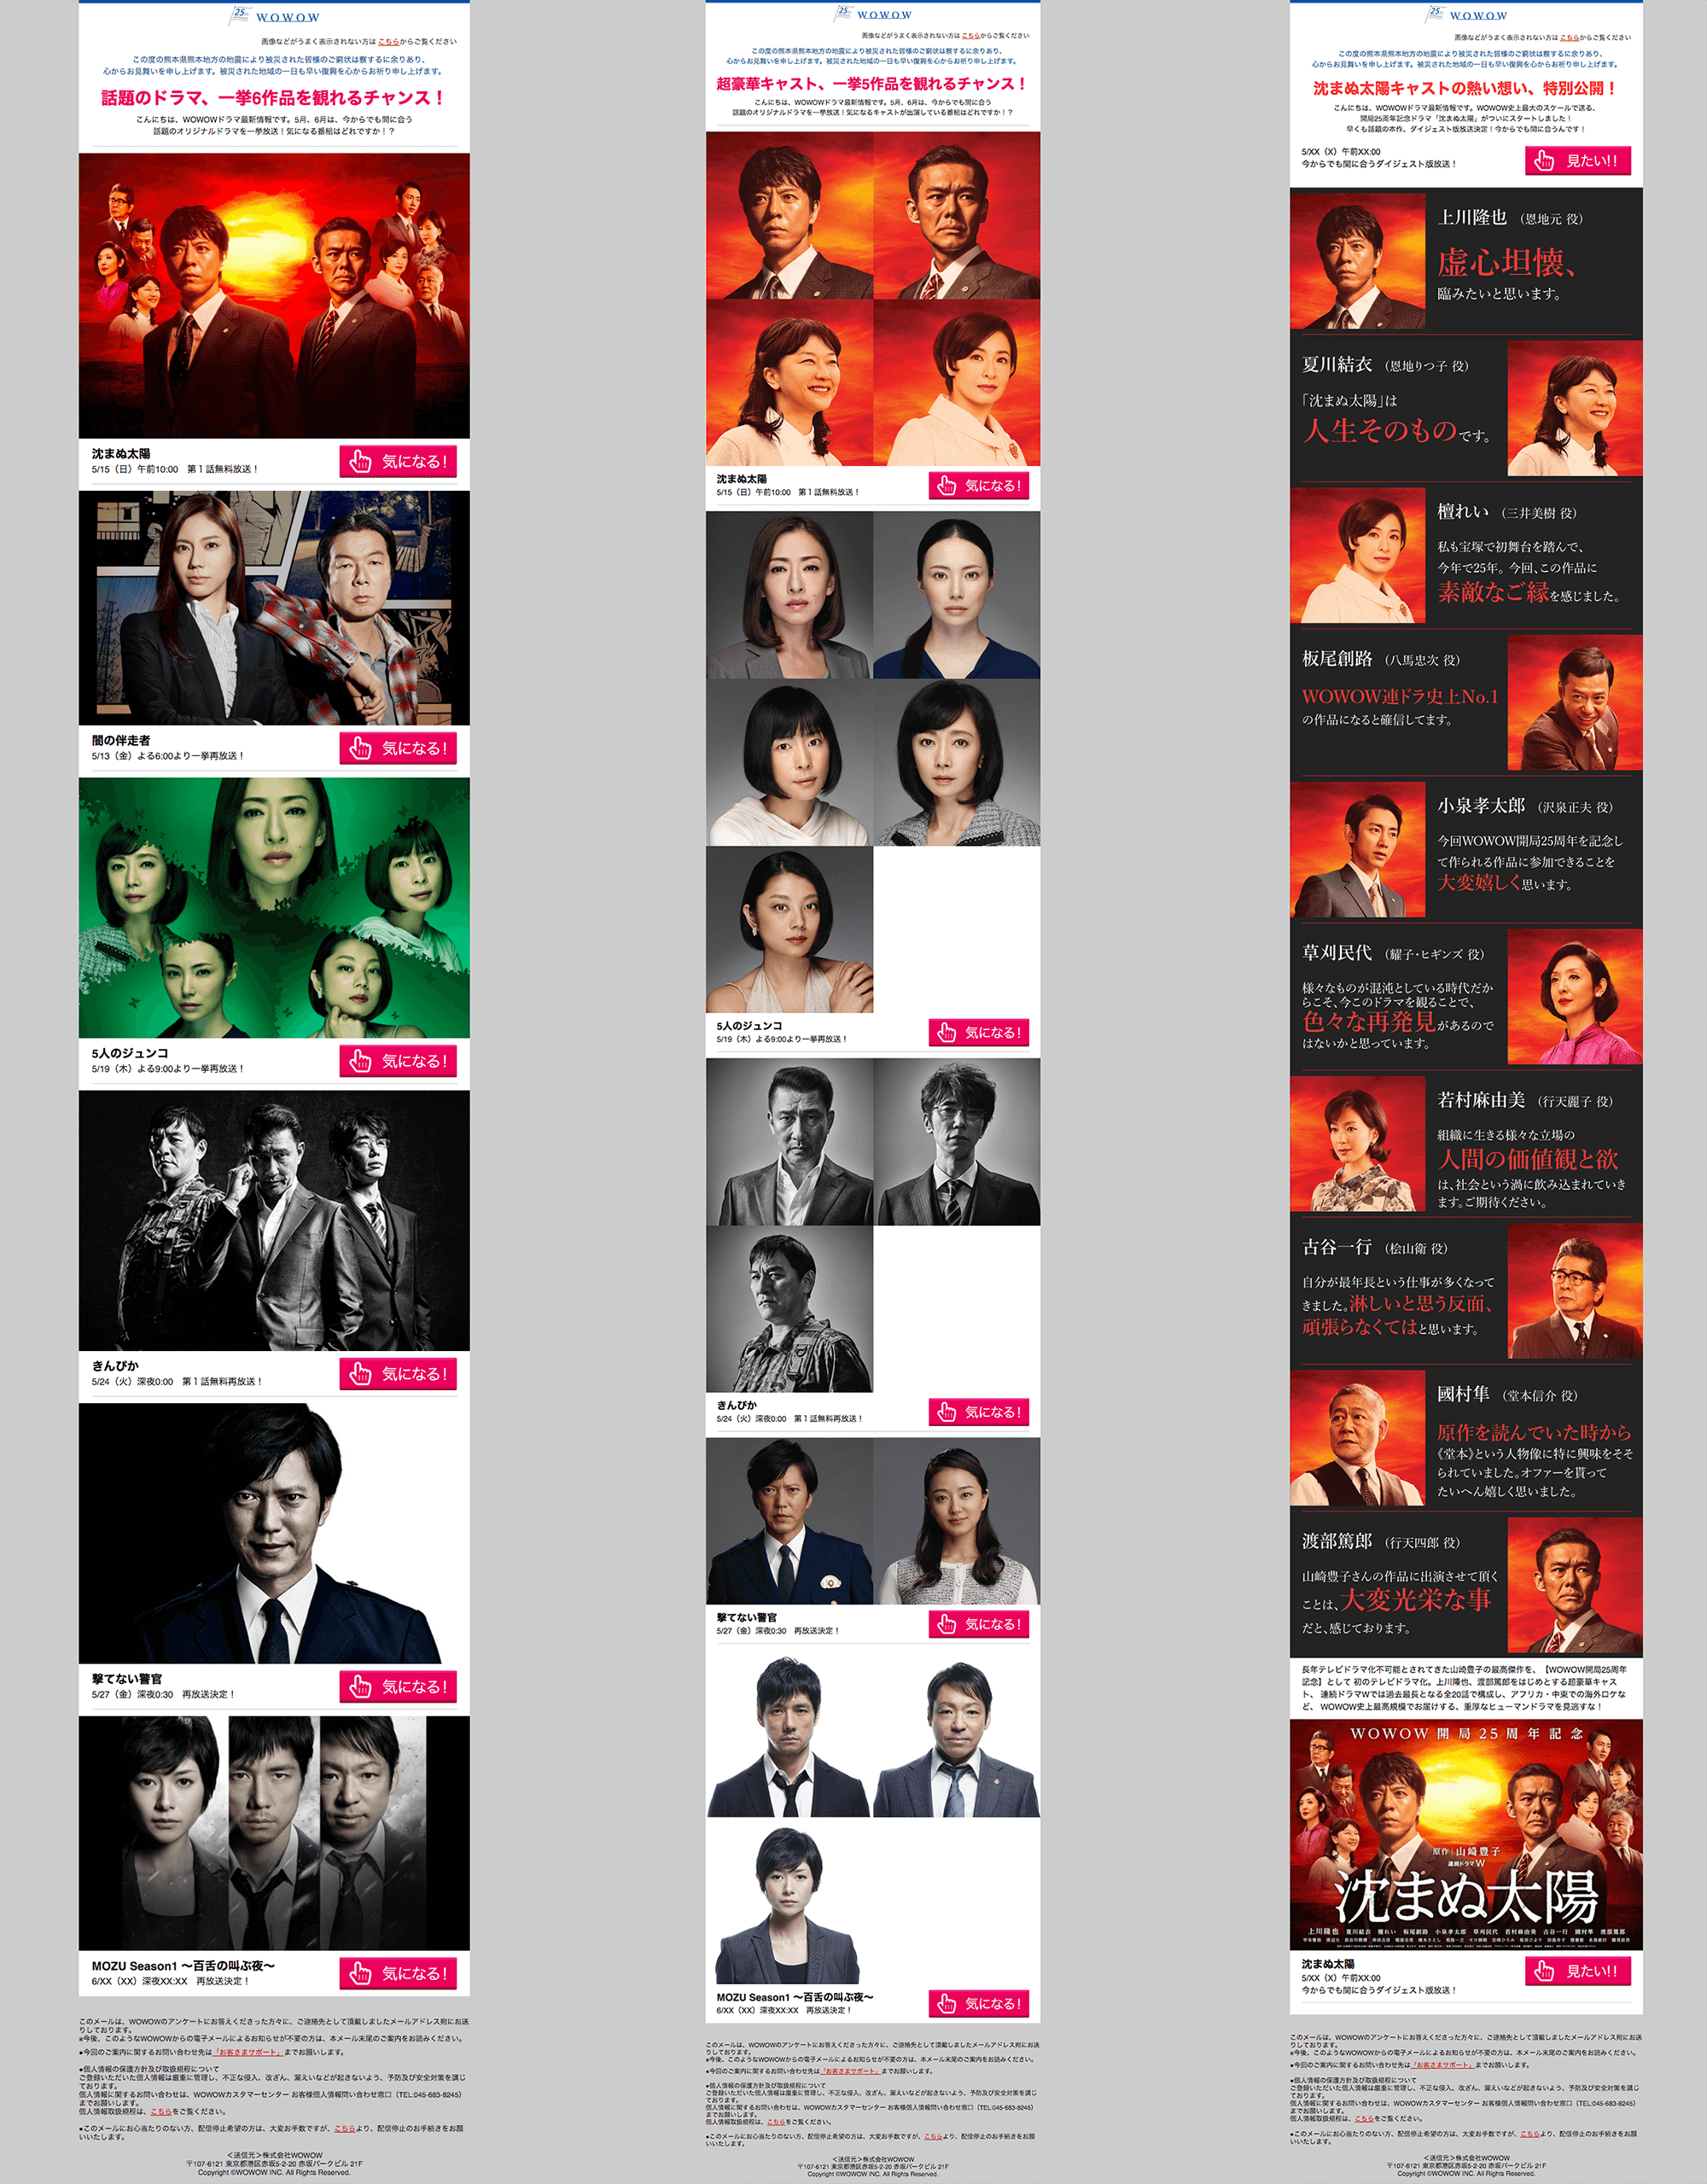 25
WOWOW
画像などがうまく表示されない方は こちらからご覧ください
この度の熊本県熊本地方の地震により被災された皆様のご窮状は察するに余りあり、
心からお見舞いを申し上げます。被災された地域の一日も早い復興を心からお祈り申し上げます。
話題のドラマ、一挙6作品を観れるチャンス！
こんにちは、WOWOWドラマ最新情報です。5月、6月は、今からでも間に合う
話題のオリジナルドラマを一挙放送！気になる番組はどれですか！？
沈まぬ太陽
5/15（日）午前10:00　第１話無料放送！
気になる!
闇の伴走者
5/13（金）よる6:00より一挙再放送！
気になる!
5人のジュンコ
5/19（木）よる9:00より一挙再放送！
気になる!
きんぴか
5/24（火）深夜0:00　第１話無料再放送！
気になる!
撃てない警官
5/27（金）深夜0:30　再放送決定！
気になる!
MOZU Season1 〜百舌の叫ぶ夜〜
6/XX（XX）深夜XX:XX　再放送決定！
気になる!
このメールは、WOWOWのアンケートにお答えくださった方々に、ご連絡先として頂戴しましたメールアドレス宛にお送
りしております。
※今後、このようなWOWOWからの電子メールによるお知らせが不要の方は、本メール末尾のご案内をお読みください。
●今回のご案内に関するお問い合わせ先は「お客さまサポート」までお願いします。
●個人情報の保護方針及び取扱規程について
ご登録いただいた個人情報は厳重に管理し、不正な侵入、改ざん、漏えいなどが起きないよう、予防及び安全対策を講じ
ております。
個人情報に関するお問い合わせは、WOWOWカスタマーセンター お客様個人情報問い合わせ窓口（TEL:045-683-8245）
までお願いします。
個人情報取扱規程は、こちらをご覧ください。
●このメールにお心当たりのない方、配信停止希望の方は、大変お手数ですが、こちらより、配信停止のお手続きをお願
いいたします。
＜送信元＞株式会社WOWOW
〒107-6121 東京都港区赤坂5-2-20 赤坂パークビル 21F
Copyright ©WOWOW INC. All Rights Reserved.
25
WOWOW
画像などがうまく表示されない方は こちらからご覧ください
この度の熊本県熊本地方の地震により被災された皆様のご窮状は察するに余りあり、
心からお見舞いを申し上げます。被災された地域の一日も早い復興を心からお祈り申し上げます。
超豪華キャスト、一挙5作品を観れるチャンス！
こんにちは、WOWOWドラマ最新情報です。5月、6月は、今からでも間に合う
話題のオリジナルドラマを一挙放送！気になるキャストが出演している番組はどれですか！？
沈まぬ太陽
5/15（日）午前10:00　第１話無料放送！
気になる!
5人のジュンコ
5/19（木）よる9:00より一挙再放送！
気になる!
きんぴか
5/24（火）深夜0:00　第１話無料再放送！
気になる!
撃てない警官
5/27（金）深夜0:30　再放送決定！
気になる!
MOZU Season1 〜百舌の叫ぶ夜〜
6/XX（XX）深夜XX:XX　再放送決定！
気になる!
このメールは、WOWOWのアンケートにお答えくださった方々に、ご連絡先として頂戴しましたメールアドレス宛にお送
りしております。
※今後、このようなWOWOWからの電子メールによるお知らせが不要の方は、本メール末尾のご案内をお読みください。
●今回のご案内に関するお問い合わせ先は「お客さまサポート」までお願いします。
●個人情報の保護方針及び取扱規程について
ご登録いただいた個人情報は厳重に管理し、不正な侵入、改ざん、漏えいなどが起きないよう、予防及び安全対策を講じ
ております。
個人情報に関するお問い合わせは、WOWOWカスタマーセンター お客様個人情報問い合わせ窓口（TEL:045-683-8245）
までお願いします。
個人情報取扱規程は、こちらをご覧ください。
●このメールにお心当たりのない方、配信停止希望の方は、大変お手数ですが、こちらより、配信停止のお手続きをお願
いいたします。
＜送信元＞株式会社WOWOW
〒107-6121 東京都港区赤坂5-2-20 赤坂パークビル 21F
Copyright ©WOWOW INC. All Rights Reserved.
25
WOWOW
画像などがうまく表示されない方は こちらからご覧ください
この度の熊本県熊本地方の地震により被災された皆様のご窮状は察するに余りあり、
心からお見舞いを申し上げます。被災された地域の一日も早い復興を心からお祈り申し上げます。
沈まぬ太陽キャストの熱い想い、特別公開！
こんにちは、WOWOWドラマ最新情報です。WOWOW史上最大のスケールで送る、
開局25周年記念ドラマ「沈まぬ太陽」がついにスタートしました！
早くも話題の本作、ダイジェスト版放送決定！今からでも間に合うんです！
5/XX（X）午前XX:00
今からでも間に合うダイジェスト版放送！
見たい!!
上川隆也 （恩地元 役）
虚心坦懐、
臨みたいと思います。
夏川結衣 （恩地りつ子 役）
「沈まぬ太陽」は
人生そのものです。
檀れい （三井美樹 役）
私も宝塚で初舞台を踏んで、
今年で25年。今回、この作品に
素敵なご縁を感じました。
板尾創路 （八馬忠次 役）
WOWOW連ドラ史上No.1
の作品になると確信してます。
小泉孝太郎 （沢泉正夫 役）
今回WOWOW開局25周年を記念し
て作られる作品に参加できることを
大変嬉しく思います。
草刈民代 （耀子・ヒギンズ 役）
様々なものが混沌としている時代だか
らこそ、今このドラマを観ることで、
色々な再発見があるので
はないかと思っています。
若村麻由美 （行天麗子 役）
組織に生きる様々な立場の
人間の価値観と欲
は、社会という渦に飲み込まれていき
ます。ご期待ください。
古谷一行 （桧山衛 役）
自分が最年長という仕事が多くなって
きました。淋しいと思う反面、
頑張らなくてはと思います。
國村隼 （堂本信介 役）
原作を読んでいた時から
《堂本》という人物像に特に興味をそそ
られていました。オファーを貰って
たいへん嬉しく思いました。
渡部篤郎 （行天四郎 役）
山崎豊子さんの作品に出演させて頂く
ことは、大変光栄な事
だと、感じております。
長年テレビドラマ化不可能とされてきた山崎豊子の最高傑作を、【WOWOW開局25周年
記念】として 初のテレビドラマ化。上川隆也、渡部篤郎をはじめとする超豪華キャス
ト、 連続ドラマWでは過去最長となる全20話で構成し、アフリカ・中東での海外ロケな
ど、 WOWOW史上最高規模でお届けする、重厚なヒューマンドラマを見逃すな！
WOWOW開局25周年記念
原作 山崎豊子
連続ドラマW
沈まぬ太陽
上川隆也 夏川結衣 檀れい 板尾創路 小泉孝太郎 草刈民代 若村麻由美 古谷一行 國村隼 渡部篤郎
沈まぬ太陽
5/XX（X）午前XX:00
今からでも間に合うダイジェスト版放送！
見たい!!
このメールは、WOWOWのアンケートにお答えくださった方々に、ご連絡先として頂戴しましたメールアドレス宛にお送
りしております。
※今後、このようなWOWOWからの電子メールによるお知らせが不要の方は、本メール末尾のご案内をお読みください。
●今回のご案内に関するお問い合わせ先は「お客さまサポート」までお願いします。
●個人情報の保護方針及び取扱規程について
ご登録いただいた個人情報は厳重に管理し、不正な侵入、改ざん、漏えいなどが起きないよう、予防及び安全対策を講じ
ております。
個人情報に関するお問い合わせは、WOWOWカスタマーセンター お客様個人情報問い合わせ窓口（TEL:045-683-8245）
までお願いします。
個人情報取扱規程は、こちらをご覧ください。
●このメールにお心当たりのない方、配信停止希望の方は、大変お手数ですが、こちらより、配信停止のお手続きをお願
いいたします。
＜送信元＞株式会社WOWOW
〒107-6121 東京都港区赤坂5-2-20 赤坂パークビル 21F
Copyright ©WOWOW INC. All Rights Reserved.